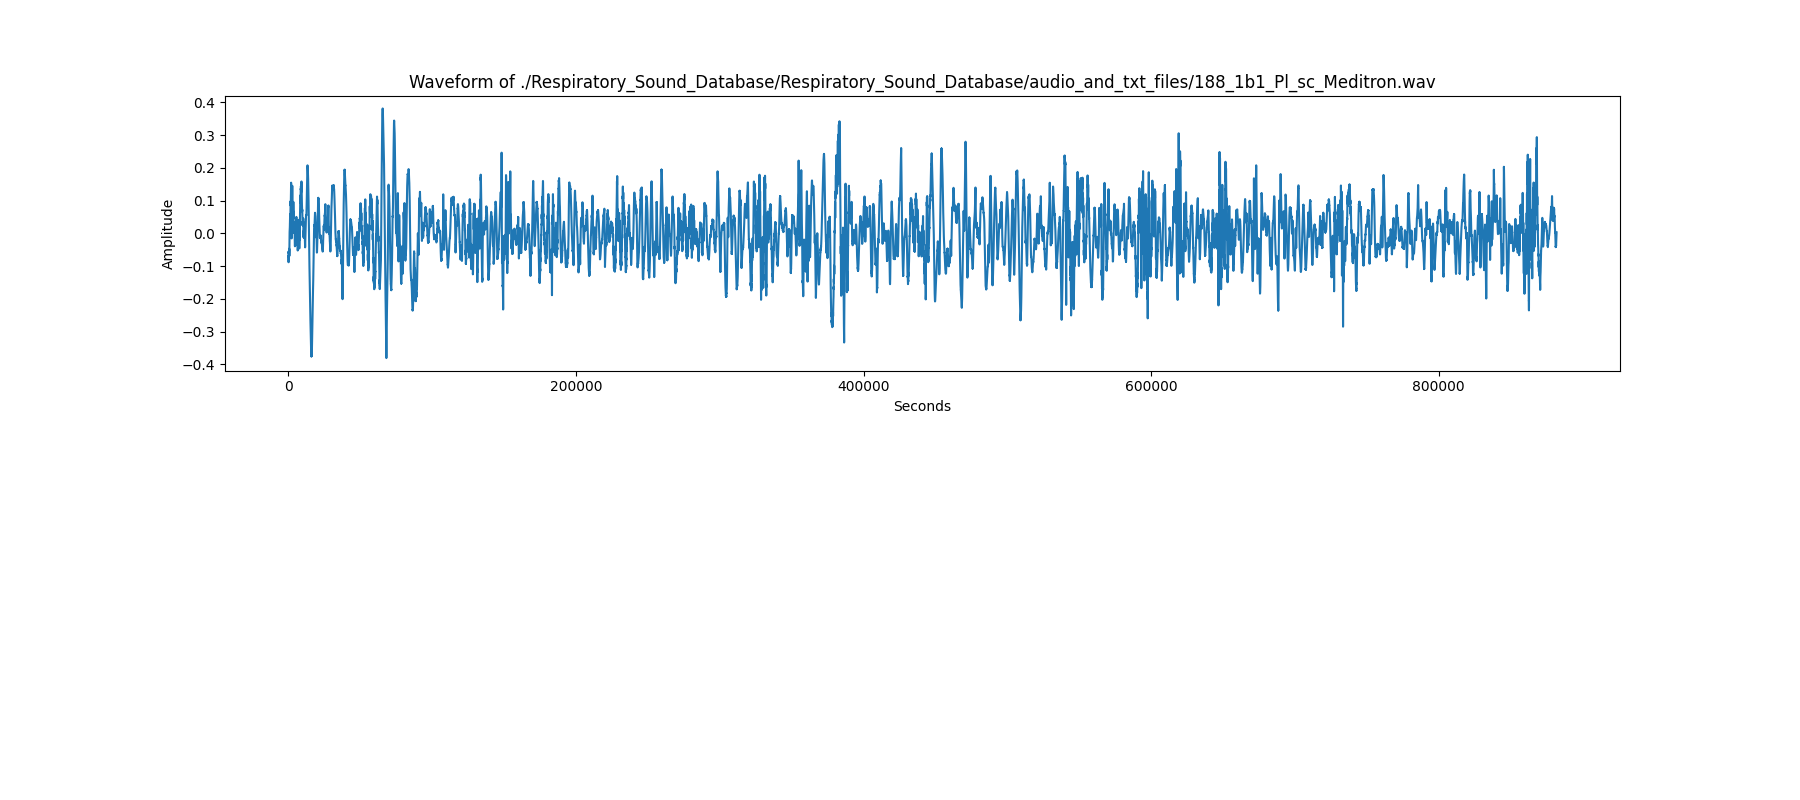 Waveform of ./Respiratory_Sound_Database/Respiratory_Sound_Database/audio_and_txt_files/188_1b1_Pl_sc_Meditron.wav
0.4
0.3
0.2
0.1
0.0
−0.1
−0.2
−0.3
−0.4
Amplitude
0 200000 400000 600000 800000
Seconds